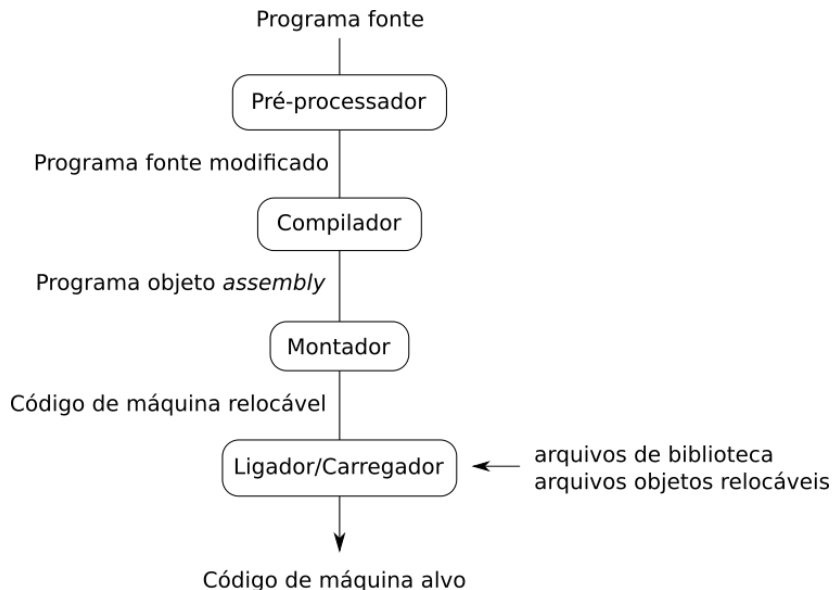 Programa fonte
Pré-processador
Programa fonte modificado
Compilador
Programa objeto assembly
Montador
Código de máquina relocável
Ligador/Carregador
arquivos de biblioteca
arquivos objetos relocáveis
Código de máquina alvo